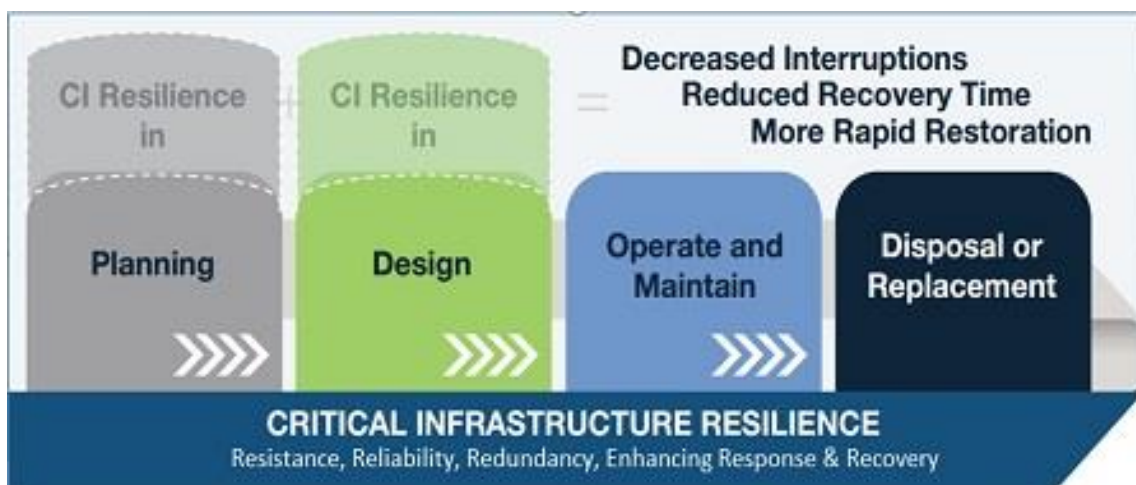 CI Resilience
in
+
CI Resilience
in
=
Decreased Interruptions
Reduced Recovery Time
More Rapid Restoration
Planning
Design
Operate and
Maintain
Disposal or
Replacement
CRITICAL INFRASTRUCTURE RESILIENCE
Resistance, Reliability, Redundancy, Enhancing Response & Recovery